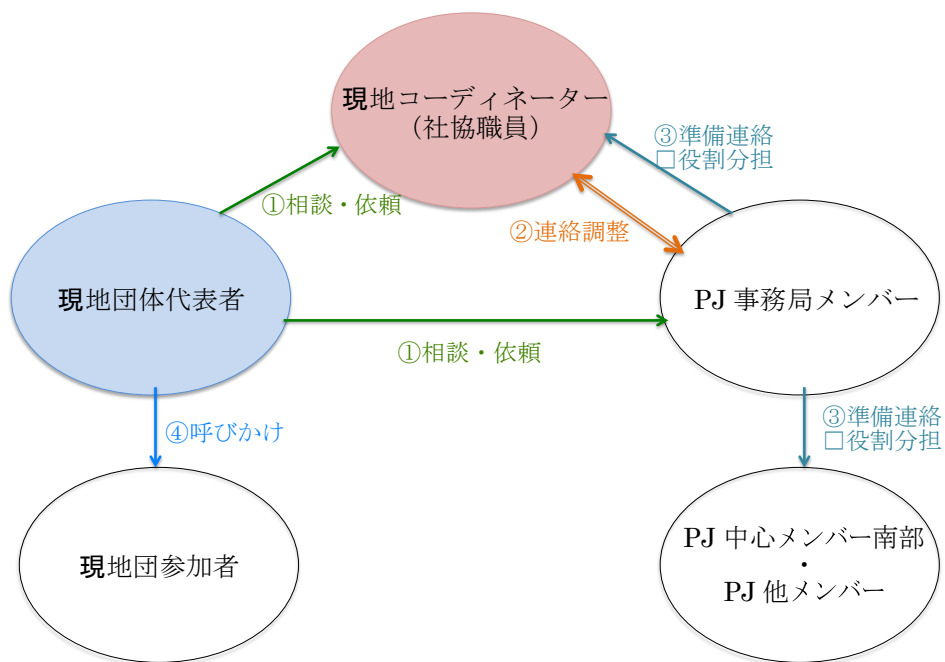 現地コーディネーター
（社協職員）
③準備連絡
□役割分担
①相談・依頼
②連絡調整
現地団体代表者
PJ 事務局メンバー
①相談・依頼
④呼びかけ
③準備連絡
□役割分担
現地団参加者
PJ 中心メンバー南部
・
PJ 他メンバー